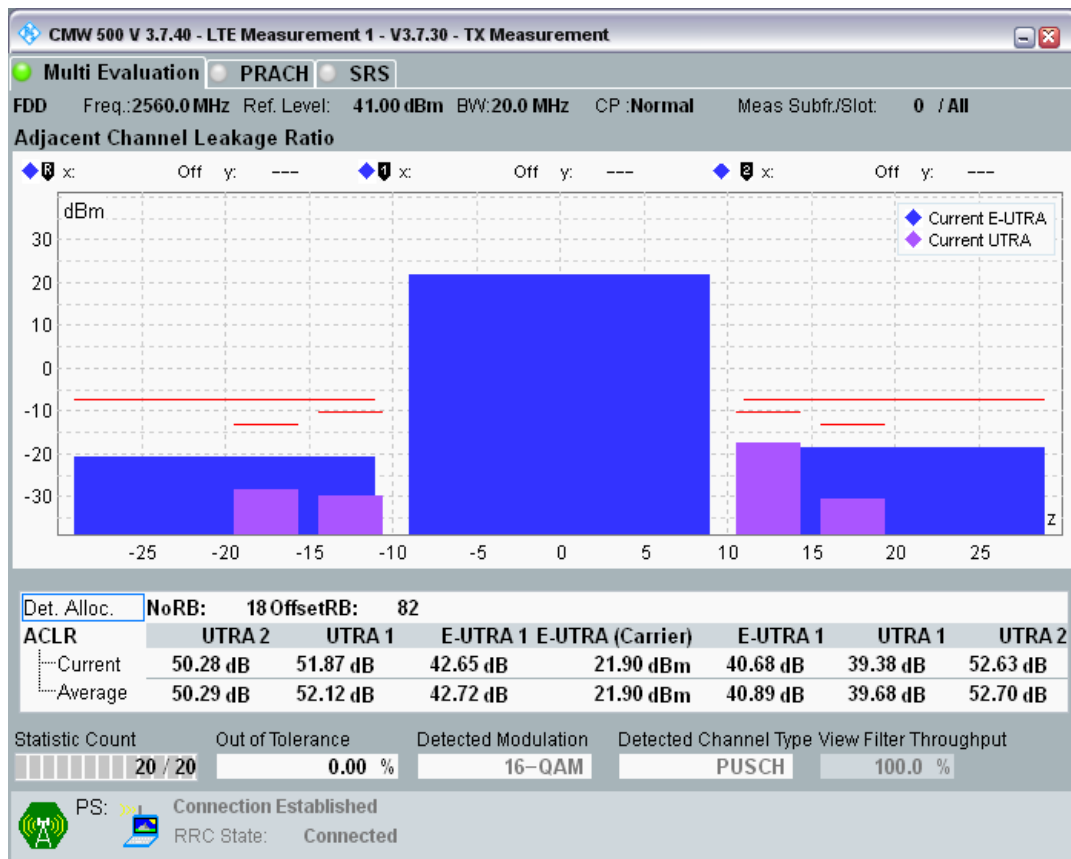 CMW 500 V 3.7.40 - LTE Measurement 1 - V3.7.30 - TX Measurement
Multi Evaluation PRACH SRS
FDD Freq.:2560.0 MHz Ref. Level: 41.00 dBm BW:20.0 MHz CP :Normal Meas Subfr./Slot: 0 / All
Adjacent Channel Leakage Ratio
R x: Off y: --- 1 x: Off y: --- 2 x: Off y: ---
dBm
Current E-UTRA
Current UTRA
30
20
10
0
-10
-20
-30
z
-25 -20 -15 -10 -5 0 5 10 15 20 25
Det. Alloc. NoRB: 18 OffsetRB: 82
ACLR UTRA 2 UTRA 1 E-UTRA 1 E-UTRA (Carrier) E-UTRA 1 UTRA 1 UTRA 2
Current 50.28 dB 51.87 dB 42.65 dB 21.90 dBm 40.68 dB 39.38 dB 52.63 dB
Average 50.29 dB 52.12 dB 42.72 dB 21.90 dBm 40.89 dB 39.68 dB 52.70 dB
Statistic Count Out of Tolerance Detected Modulation Detected Channel Type View Filter Throughput
20 / 20 0.00 % 16-QAM PUSCH 100.0 %
PS: Connection Established
RRC State: Connected